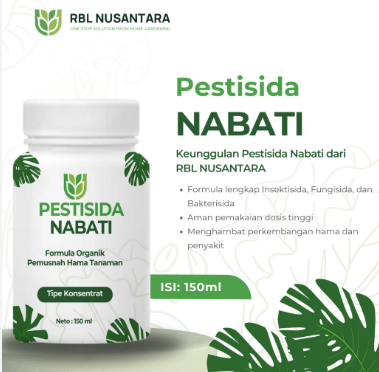 RBL NUSANTARA
ONE STOP SOLUTION FROM HOME GARDENING
Pestisida
NABATI
Keunggulan Pestisida Nabati dari
RBL NUSANTARA
• Formula lengkap Insektisida, Fungisida, dan
Bakterisida
• Aman pemakaian dosis tinggi
• Menghambat perkembangan hama dan
penyakit
ISI: 150ml
PESTISIDA
NABATI
Formula Organik
Pemusnah Hama Tanaman
Tipe Konsentrat
Neto : 150 ml